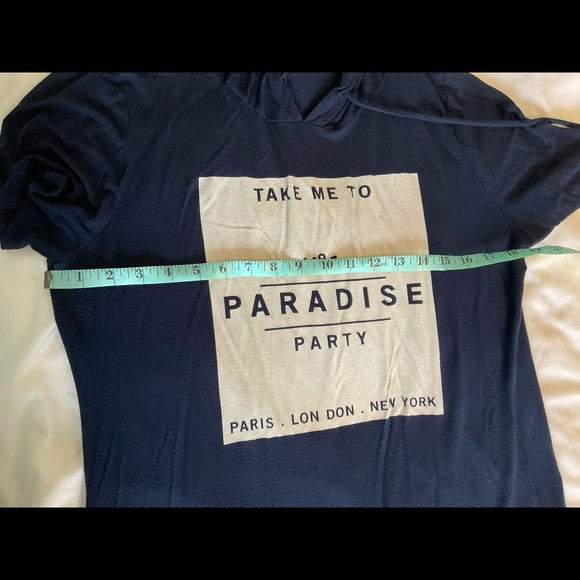 TAKE ME TO
1 2 3 4 5 6 7 8 9 10 11 12 13 14 15 16 17 18
PARADISE
PARTY
PARIS . LON DON . NEW YORK